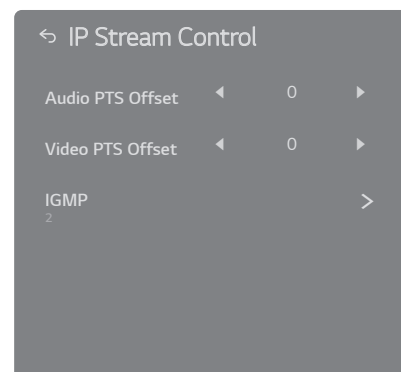 IP Stream Control
Audio PTS Offset 0
Video PTS Offset 0
IGMP
2